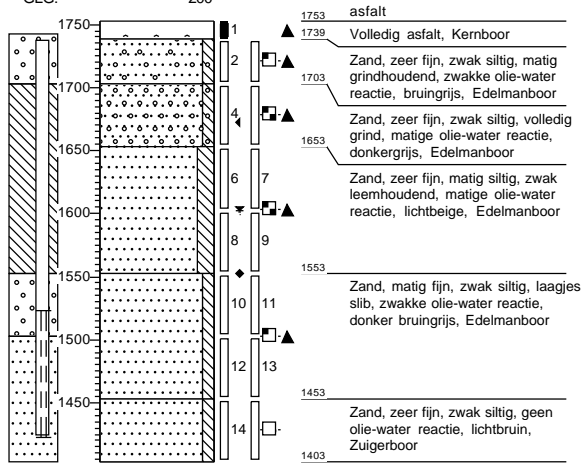 GLG: 200
1750
1700
1650
1600
1550
1500
1450
1
2
4
6 7
8 9
10 11
12 13
14
1753 asfalt
1739 Volledig asfalt, Kernboor
Zand, zeer fijn, zwak siltig, matig
grindhoudend, zwakke olie-water
reactie, bruingrijs, Edelmanboor
1703
Zand, zeer fijn, zwak siltig, volledig
grind, matige olie-water reactie,
donkergrijs, Edelmanboor
1653
Zand, zeer fijn, matig siltig, zwak
leemhoudend, matige olie-water
reactie, lichtbeige, Edelmanboor
1553
Zand, matig fijn, zwak siltig, laagjes
slib, zwakke olie-water reactie,
donker bruingrijs, Edelmanboor
1453
Zand, zeer fijn, zwak siltig, geen
olie-water reactie, lichtbruin,
Zuigerboor
1403